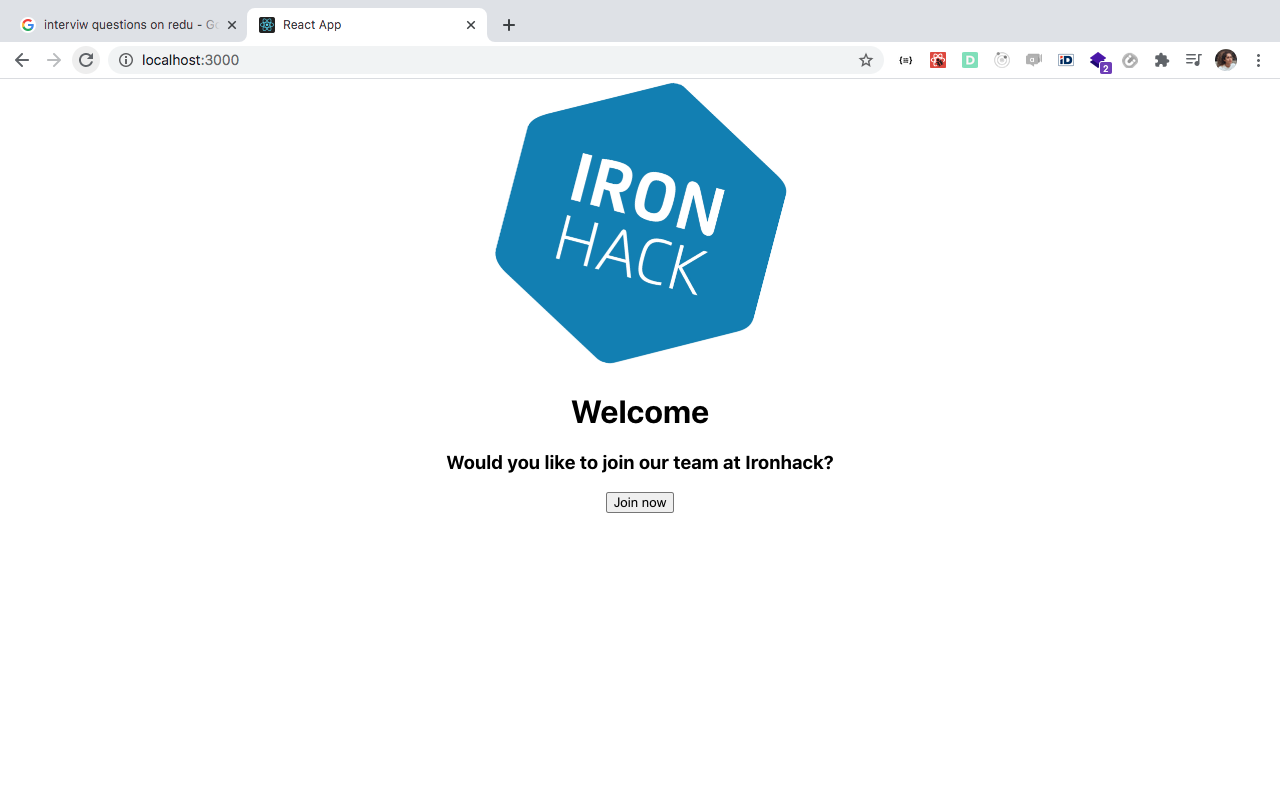 interviw questions on redu - Go
React App
localhost:3000
D
iD
2
IRON
HACK
Welcome
Would you like to join our team at Ironhack?
Join now